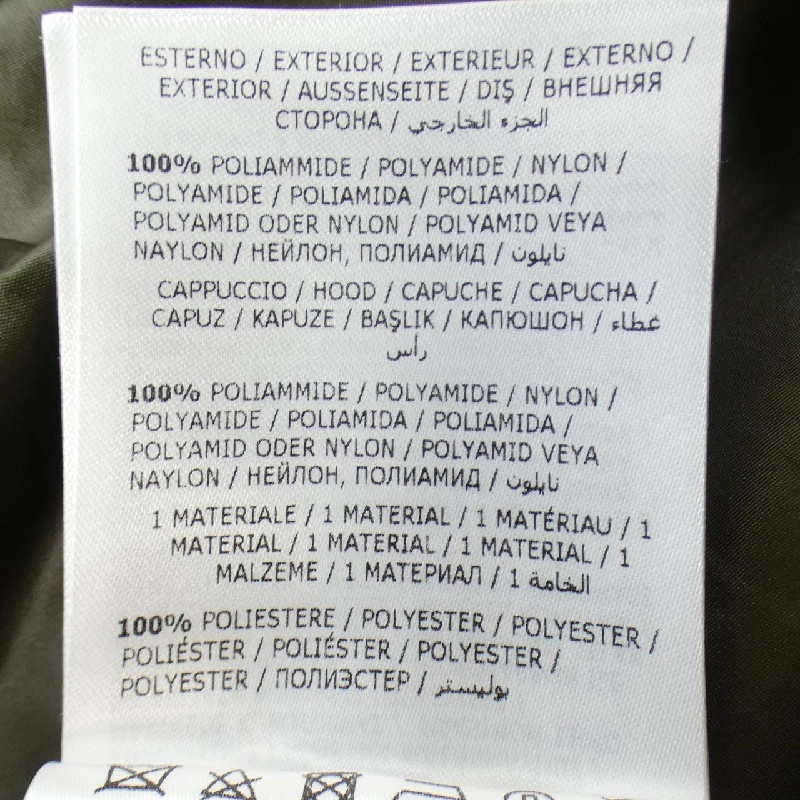 ESTERNO / EXTERIOR / EXTERIEUR / EXTERNO /
EXTERIOR / AUSSENSEITE / DIŞ / ВНЕШНЯЯ
СТОРОНА / الجزء الخارجي
100% POLIAMMIDE / POLYAMIDE / NYLON /
POLYAMIDE / POLIAMIDA / POLIAMIDA /
POLYAMID ODER NYLON / POLYAMID VEYA
NAYLON / НЕЙЛОН, ПОЛИАМИД / نايلون
CAPPUCCIO / HOOD / CAPUCHE / CAPUCHA /
CAPUZ / KAPUZE / BAŞLIK / КАПЮШОН / غطاء
رأس
100% POLIAMMIDE / POLYAMIDE / NYLON /
POLYAMIDE / POLIAMIDA / POLIAMIDA /
POLYAMID ODER NYLON / POLYAMID VEYA
NAYLON / НЕЙЛОН, ПОЛИАМИД / نايلون
1 MATERIALE / 1 MATERIAL / 1 MATÉRIAU / 1
MATERIAL / 1 MATERIAL / 1 MATERIAL / 1
MALZEME / 1 МАТЕРИАЛ / 1 الخامة
100% POLIESTERE / POLYESTER / POLYESTER /
POLIÉSTER / POLIÉSTER / POLYESTER /
POLYESTER / ПОЛИЭСТЕР / بوليستر